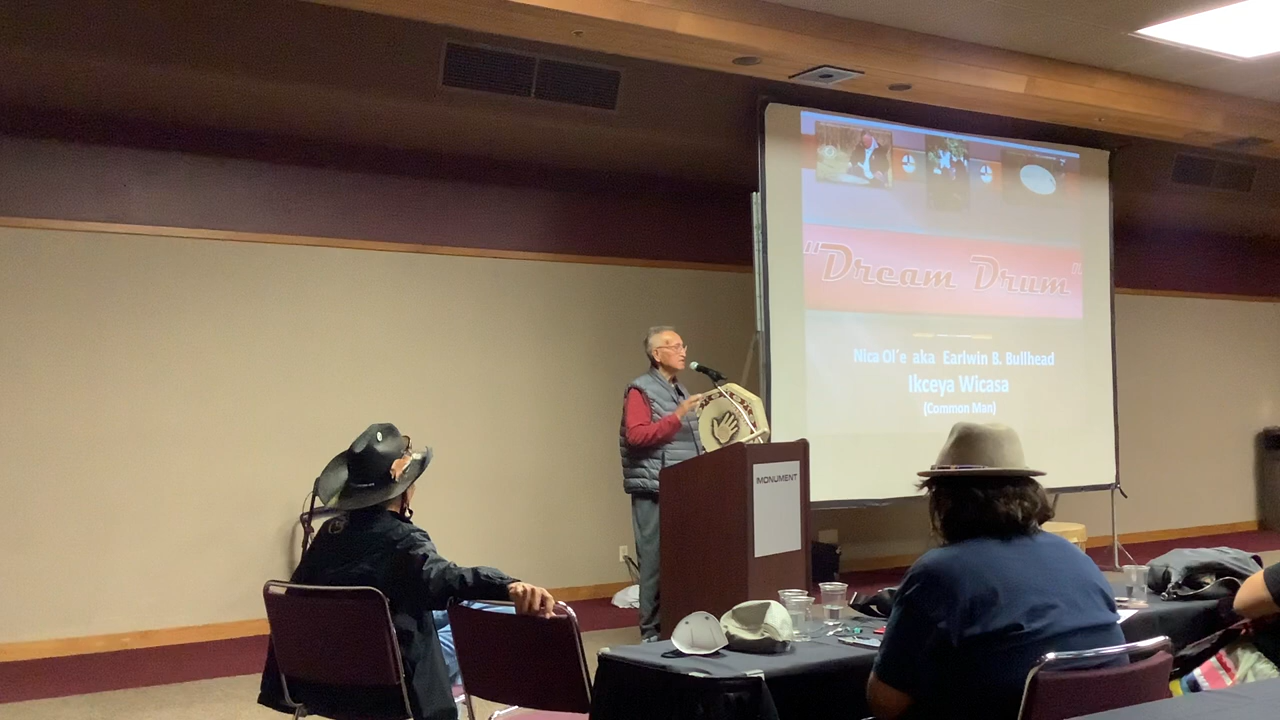 "Dream Drum"
Nica Ol'e aka Earlwin B. Bullhead
Ikceya Wicasa
(Common Man)
MONUMENT